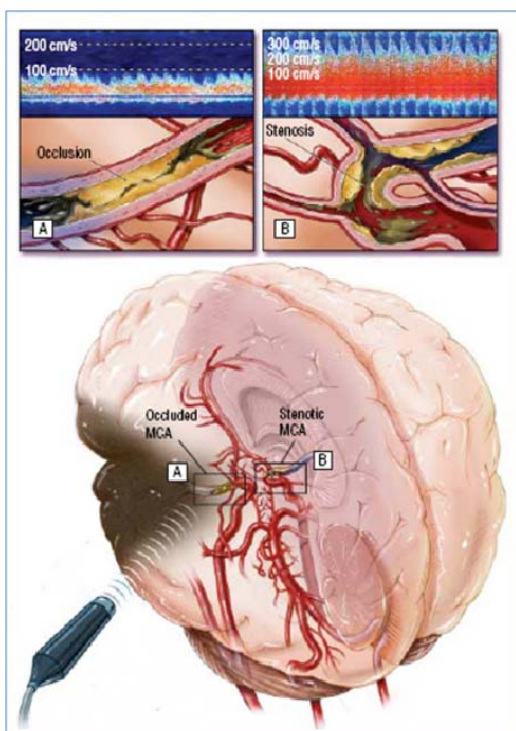 200 cm/s
100 cm/s
Occlusion
A
300 cm/s
200 cm/s
100 cm/s
Stenosis
B
Occluded
MCA
Stenotic
MCA
A
B